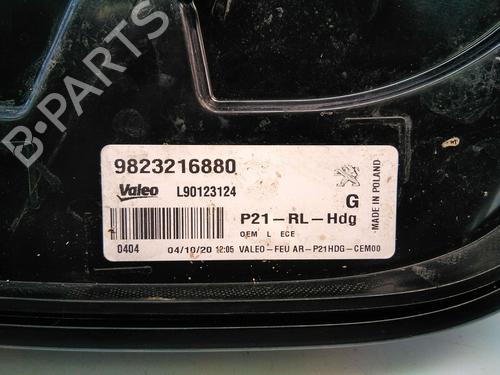 B-PARTS
9823216880
Valeo L90123124
G
P21-RL-Hdg
OEM L ECE
MADE IN POLAND
0404 04/10/20 12:05 VALEO-FEU AR-P21HDG-CEM00